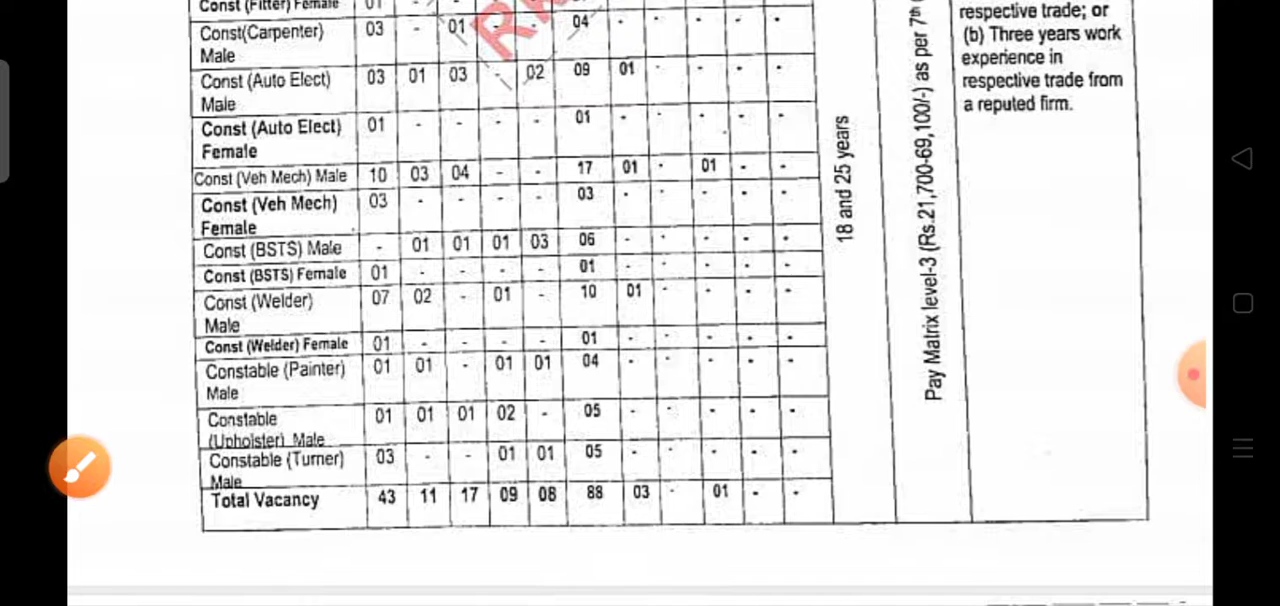 Const (Fitter) Female 01 - - 
Const(Carpenter) Male 03 - 01 - - 04 - - - - -
Const (Auto Elect) Male 03 01 03 - 02 09 01 - - - -
Const (Auto Elect) Female 01 - - - - 01 - - - - -
Const (Veh Mech) Male 10 03 04 - - 17 01 - 01 - -
Const (Veh Mech) Female 03 - - - - 03 - - - - -
Const (BSTS) Male - 01 01 01 03 06 - - - - -
Const (BSTS) Female 01 - - - - 01 - - - - -
Const (Welder) Male 07 02 - 01 - 10 01 - - - -
Const (Welder) Female 01 - - - - 01 - - - - -
Constable (Painter) Male 01 01 - 01 01 04 - - - - -
Constable (Upholster) Male 01 01 01 02 - 05 - - - - -
Constable (Turner) Male 03 - - 01 01 05 - - - - -
Total Vacancy 43 11 17 09 08 88 03 - 01 - -
18 and 25 years
Pay Matrix level-3 (Rs.21,700-69,100/-) as per 7th
respective trade; or
(b) Three years work
experience in
respective trade from
a reputed firm.